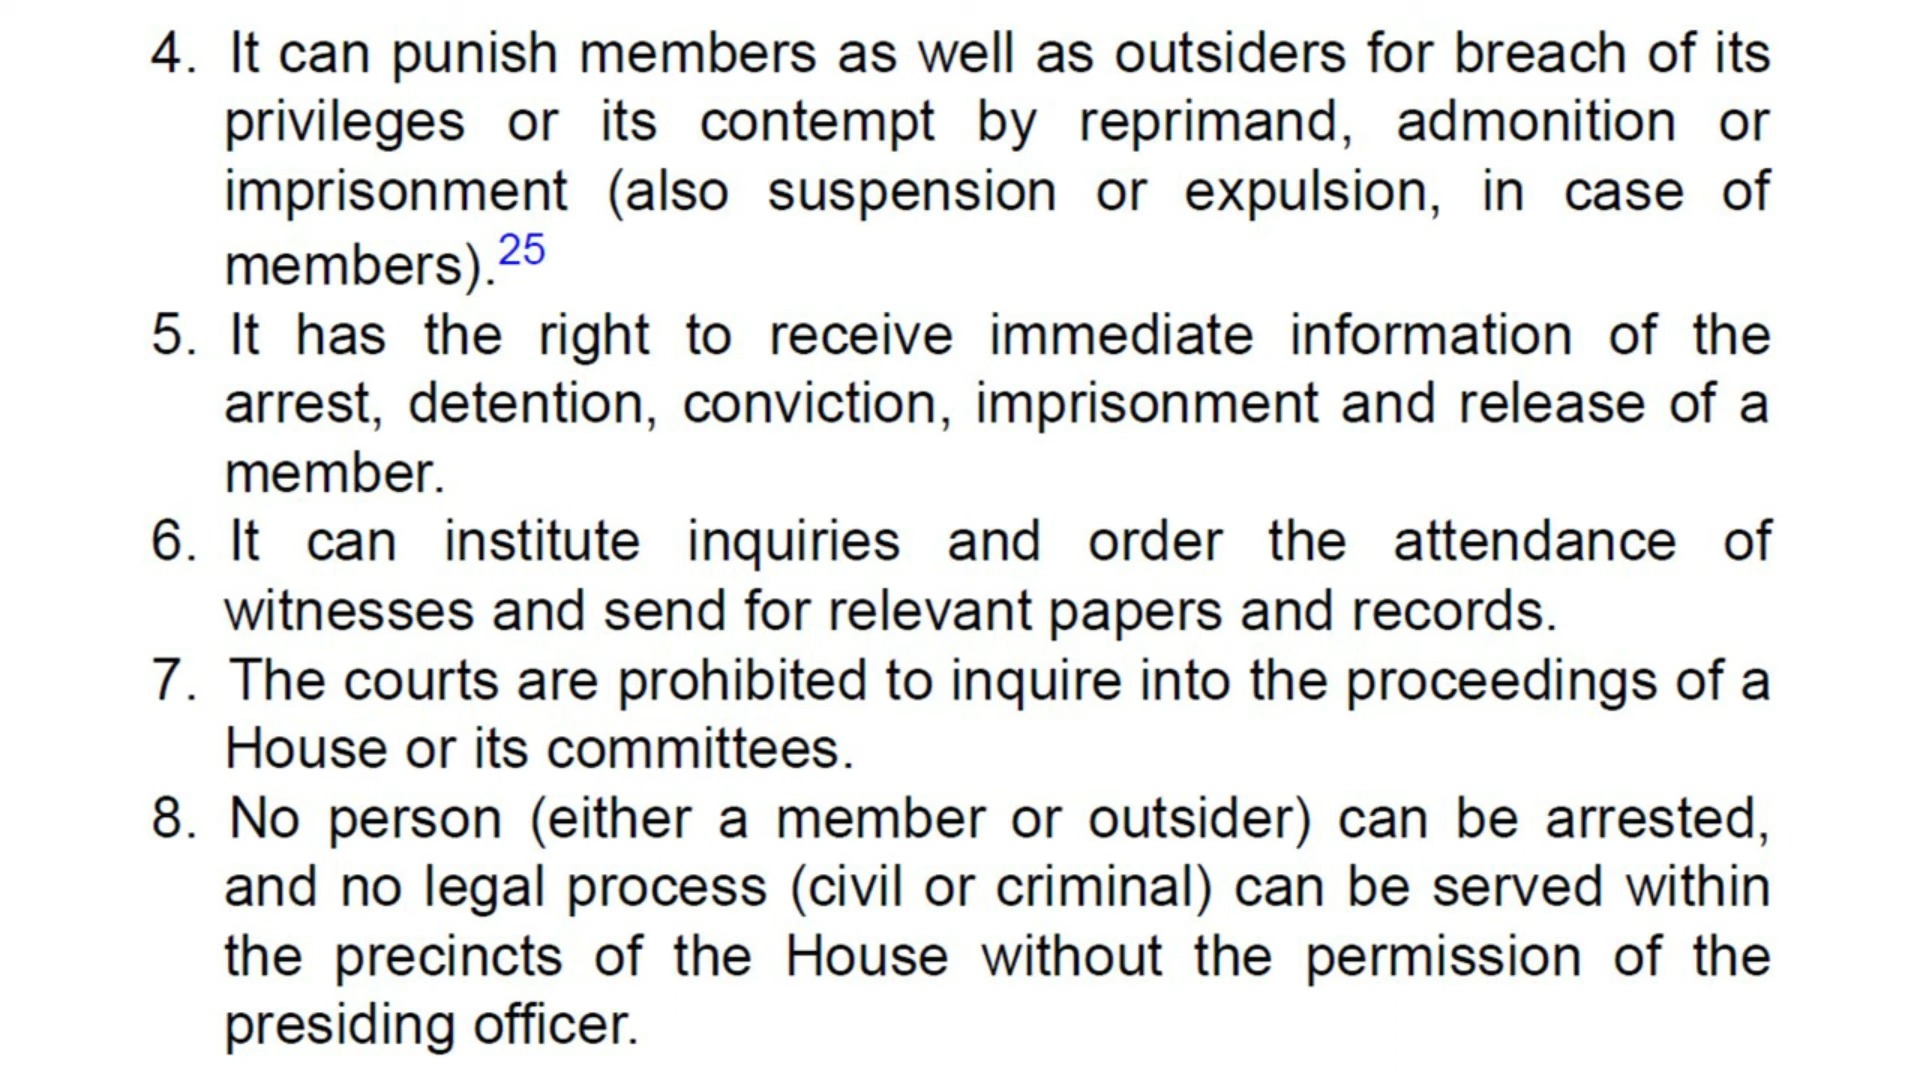 4. It can punish members as well as outsiders for breach of its
privileges or its contempt by reprimand, admonition or
imprisonment (also suspension or expulsion, in case of
members).25
5. It has the right to receive immediate information of the
arrest, detention, conviction, imprisonment and release of a
member.
6. It can institute inquiries and order the attendance of
witnesses and send for relevant papers and records.
7. The courts are prohibited to inquire into the proceedings of a
House or its committees.
8. No person (either a member or outsider) can be arrested,
and no legal process (civil or criminal) can be served within
the precincts of the House without the permission of the
presiding officer.